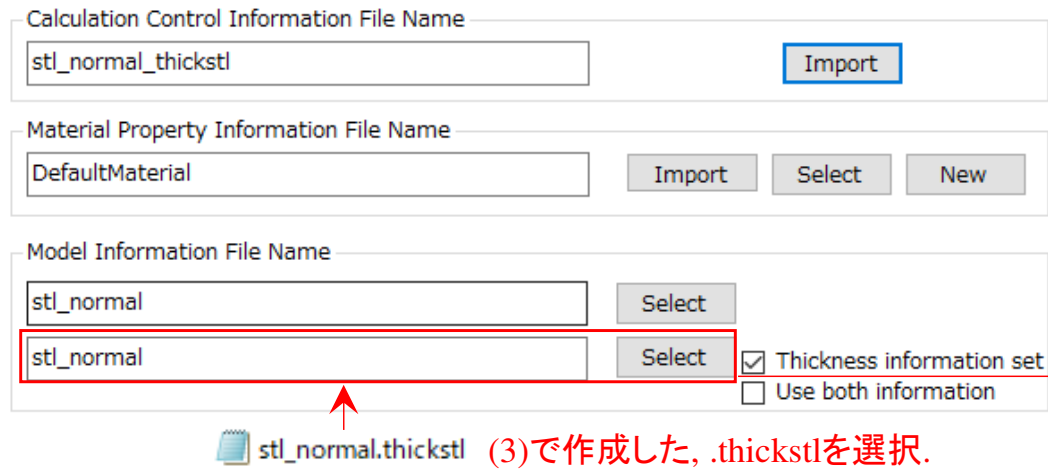 Calculation Control Information File Name
stl_normal_thickstl
Import
Material Property Information File Name
DefaultMaterial
Import Select New
Model Information File Name
stl_normal
Select
stl_normal
Select
Thickness information set
Use both information
stl_normal.thickstl (3)で作成した, .thickstlを選択.